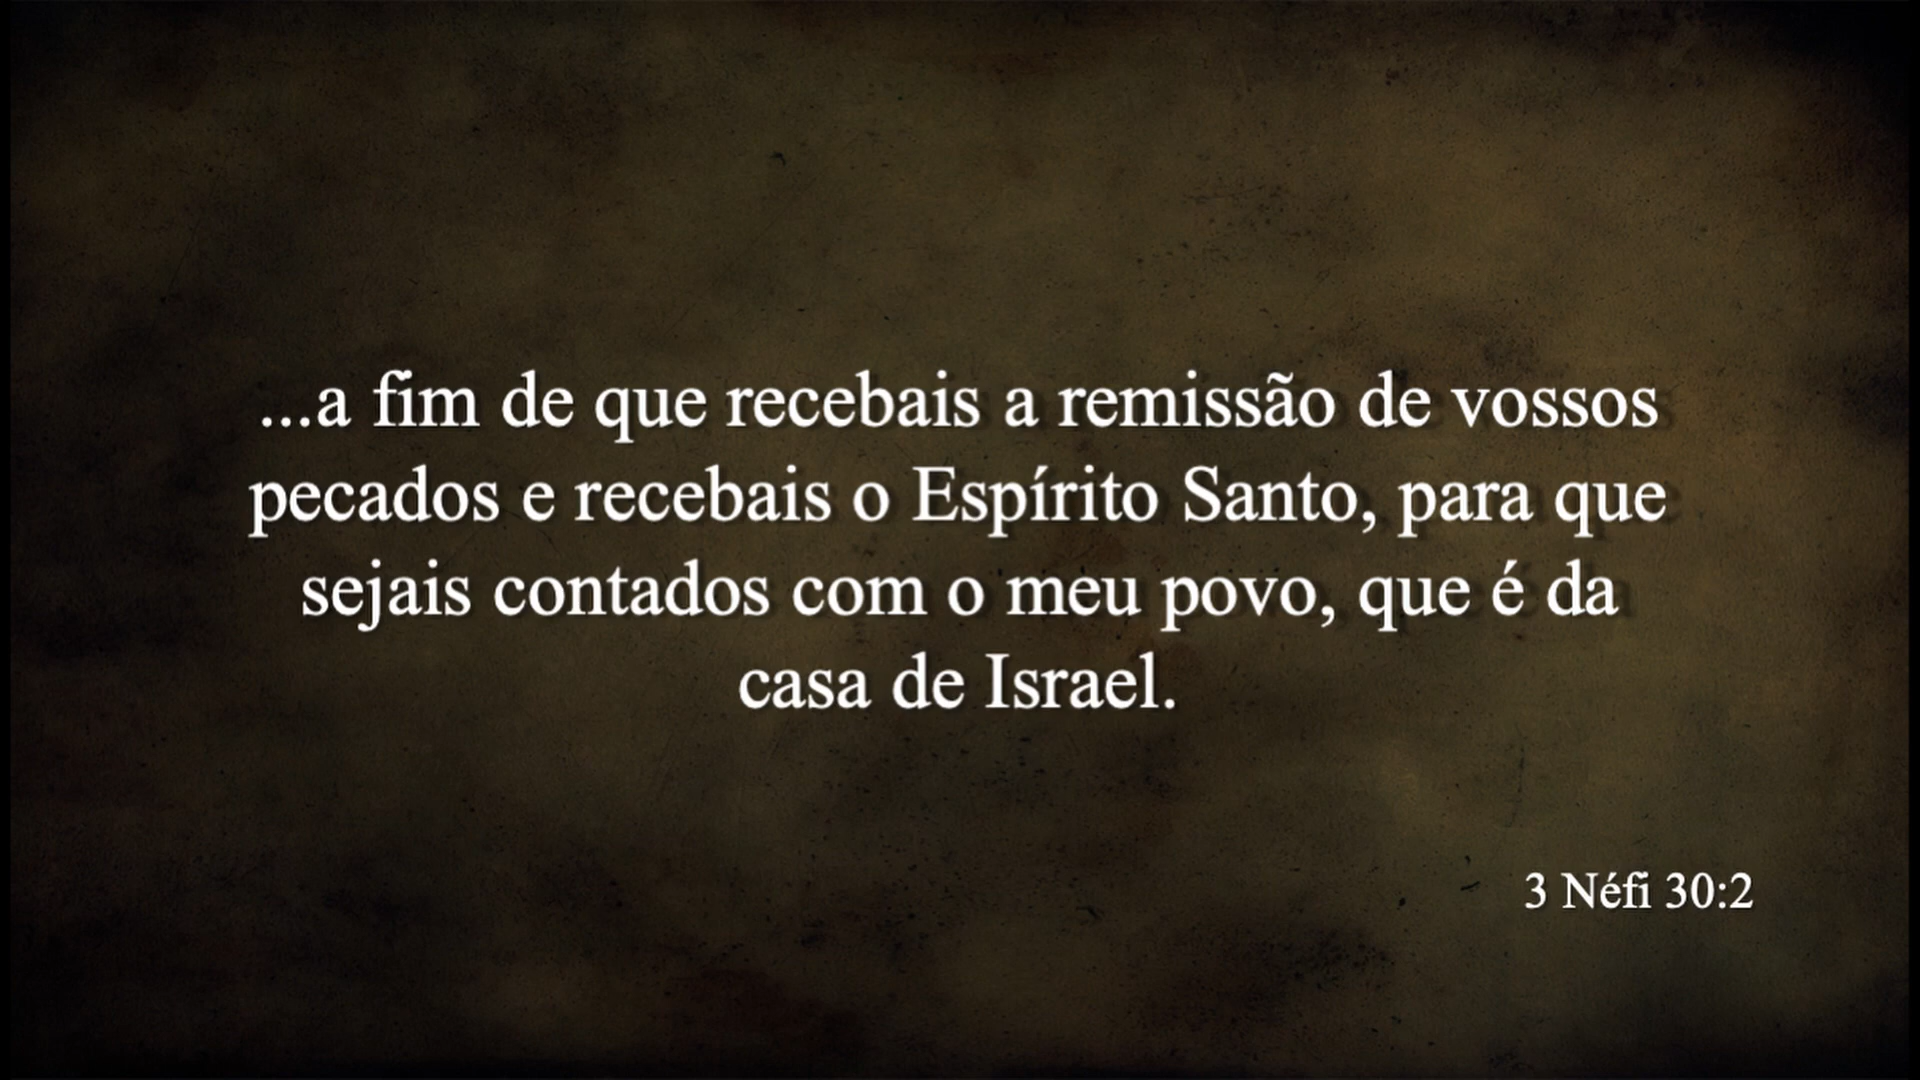 ...a fim de que recebais a remissão de vossos
pecados e recebais o Espírito Santo, para que
sejais contados com o meu povo, que é da
casa de Israel.
3 Néfi 30:2